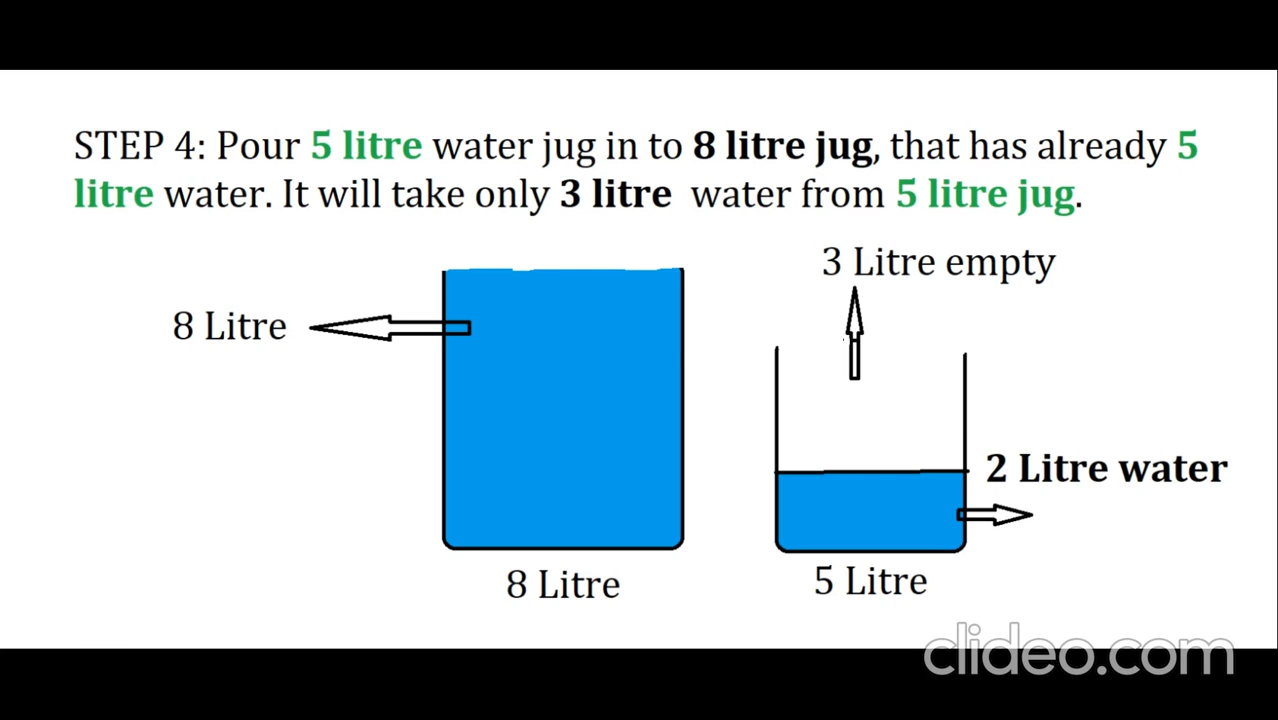 STEP 4: Pour 5 litre water jug in to 8 litre jug, that has already 5
litre water. It will take only 3 litre water from 5 litre jug.
3 Litre empty
8 Litre
2 Litre water
8 Litre
5 Litre
clideo.com